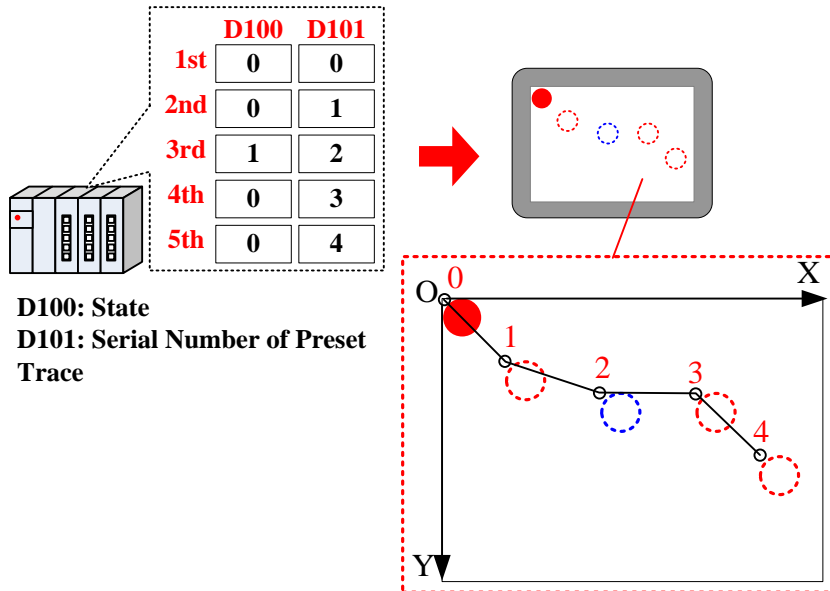 D100 D101
1st 0 0
2nd 0 1
3rd 1 2
4th 0 3
5th 0 4
D100: State
D101: Serial Number of Preset
Trace
O 0 X
1
2
3
4
Y